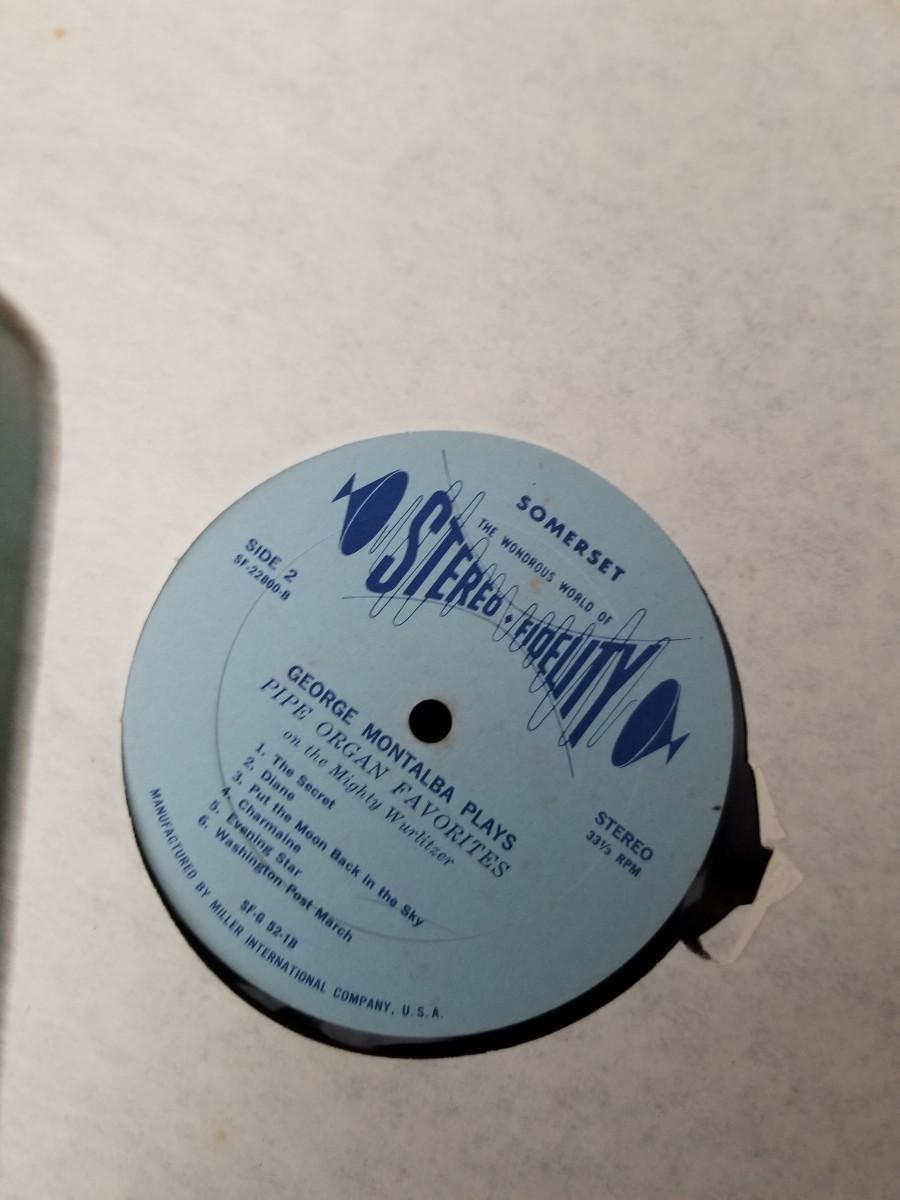 SOMERSET
THE WONDROUS WORLD OF
STEREO · FIDELITY
SIDE 2
SF-22800-B
GEORGE MONTALBA PLAYS
PIPE ORGAN FAVORITES
on the Mighty Wurlitzer
1. The Secret
2. Diane
3. Put the Moon Back in the Sky
4. Charmaine
5. Evening Star
6. Washington Post March
STEREO
33⅓ RPM
SF-G 52-1B
MANUFACTURED BY MILLER INTERNATIONAL COMPANY, U.S.A.